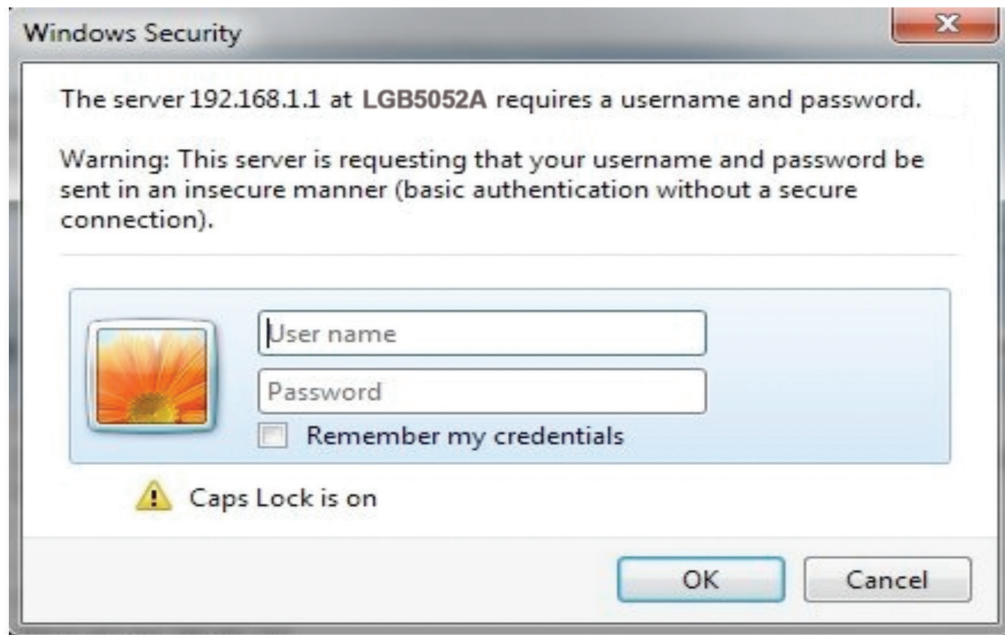 Windows Security
The server 192.168.1.1 at LGB5052A requires a username and password.
Warning: This server is requesting that your username and password be
sent in an insecure manner (basic authentication without a secure
connection).
User name
Password
Remember my credentials
Caps Lock is on
OK
Cancel